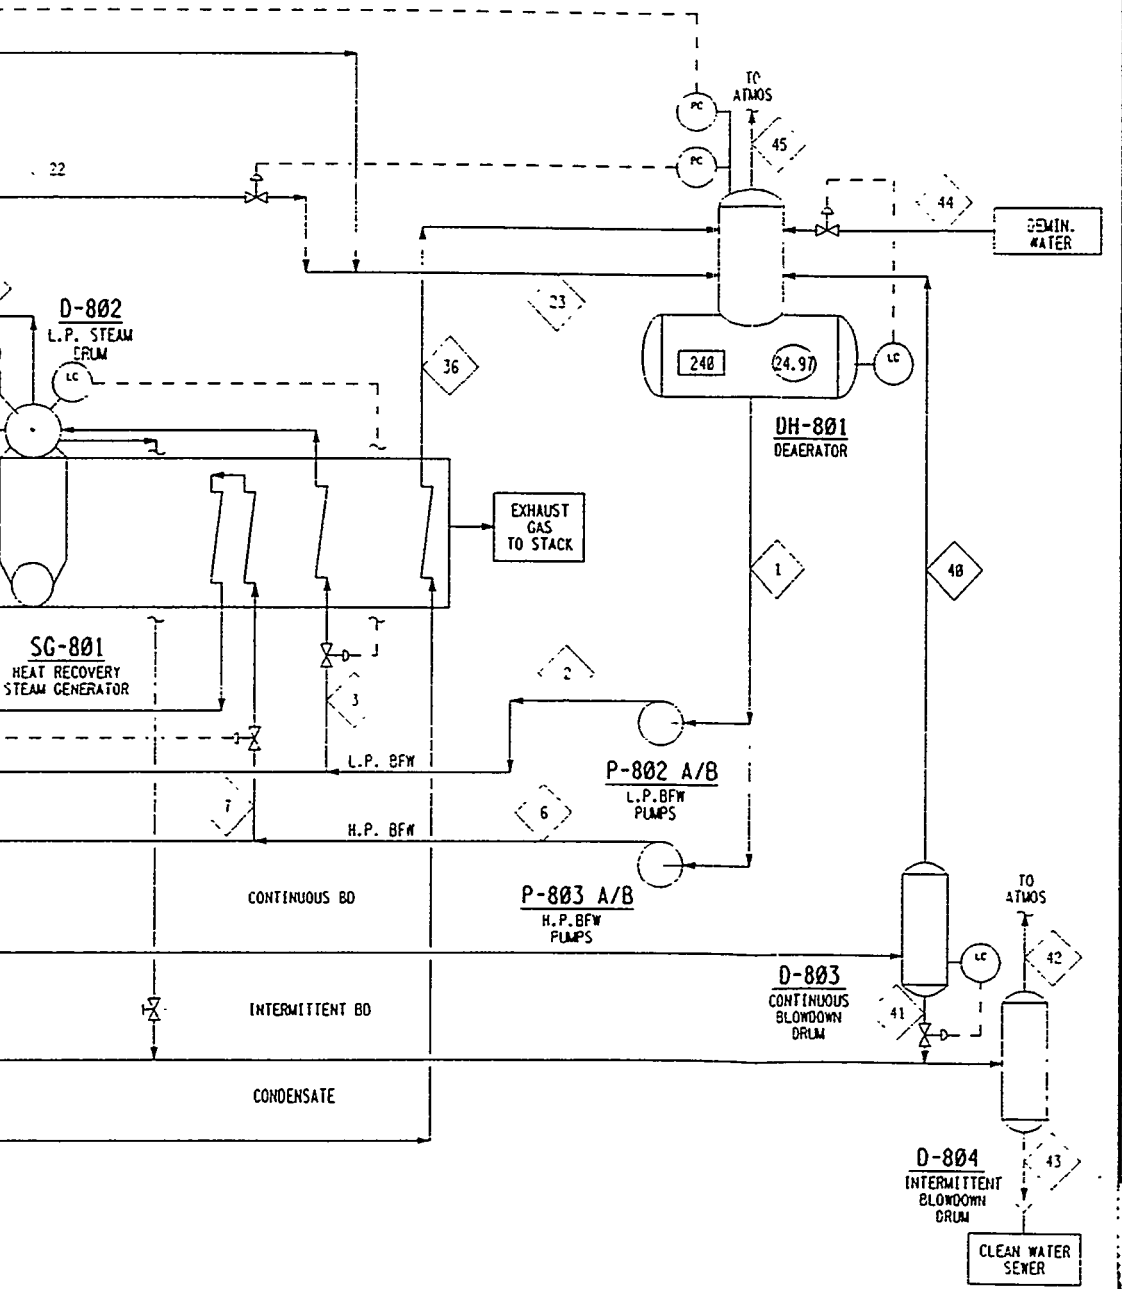 TO
ATMOS
PC
45
PC
22
44
DEMIN.
WATER
23
D-802
L.P. STEAM
DRUM
LC
36
240
24.97
LC
DH-801
DEAERATOR
EXHAUST
GAS
TO STACK
1
40
SG-801
HEAT RECOVERY
STEAM GENERATOR
2
3
L.P. BFW
P-802 A/B
L.P.BFW
PUMPS
7
6
H.P. BFW
P-803 A/B
H.P.BFW
PUMPS
CONTINUOUS BD
TO
ATMOS
42
LC
D-803
CONTINUOUS
BLOWDOWN
DRUM
41
INTERMITTENT BD
CONDENSATE
D-804
INTERMITTENT
BLOWDOWN
DRUM
43
CLEAN WATER
SEWER